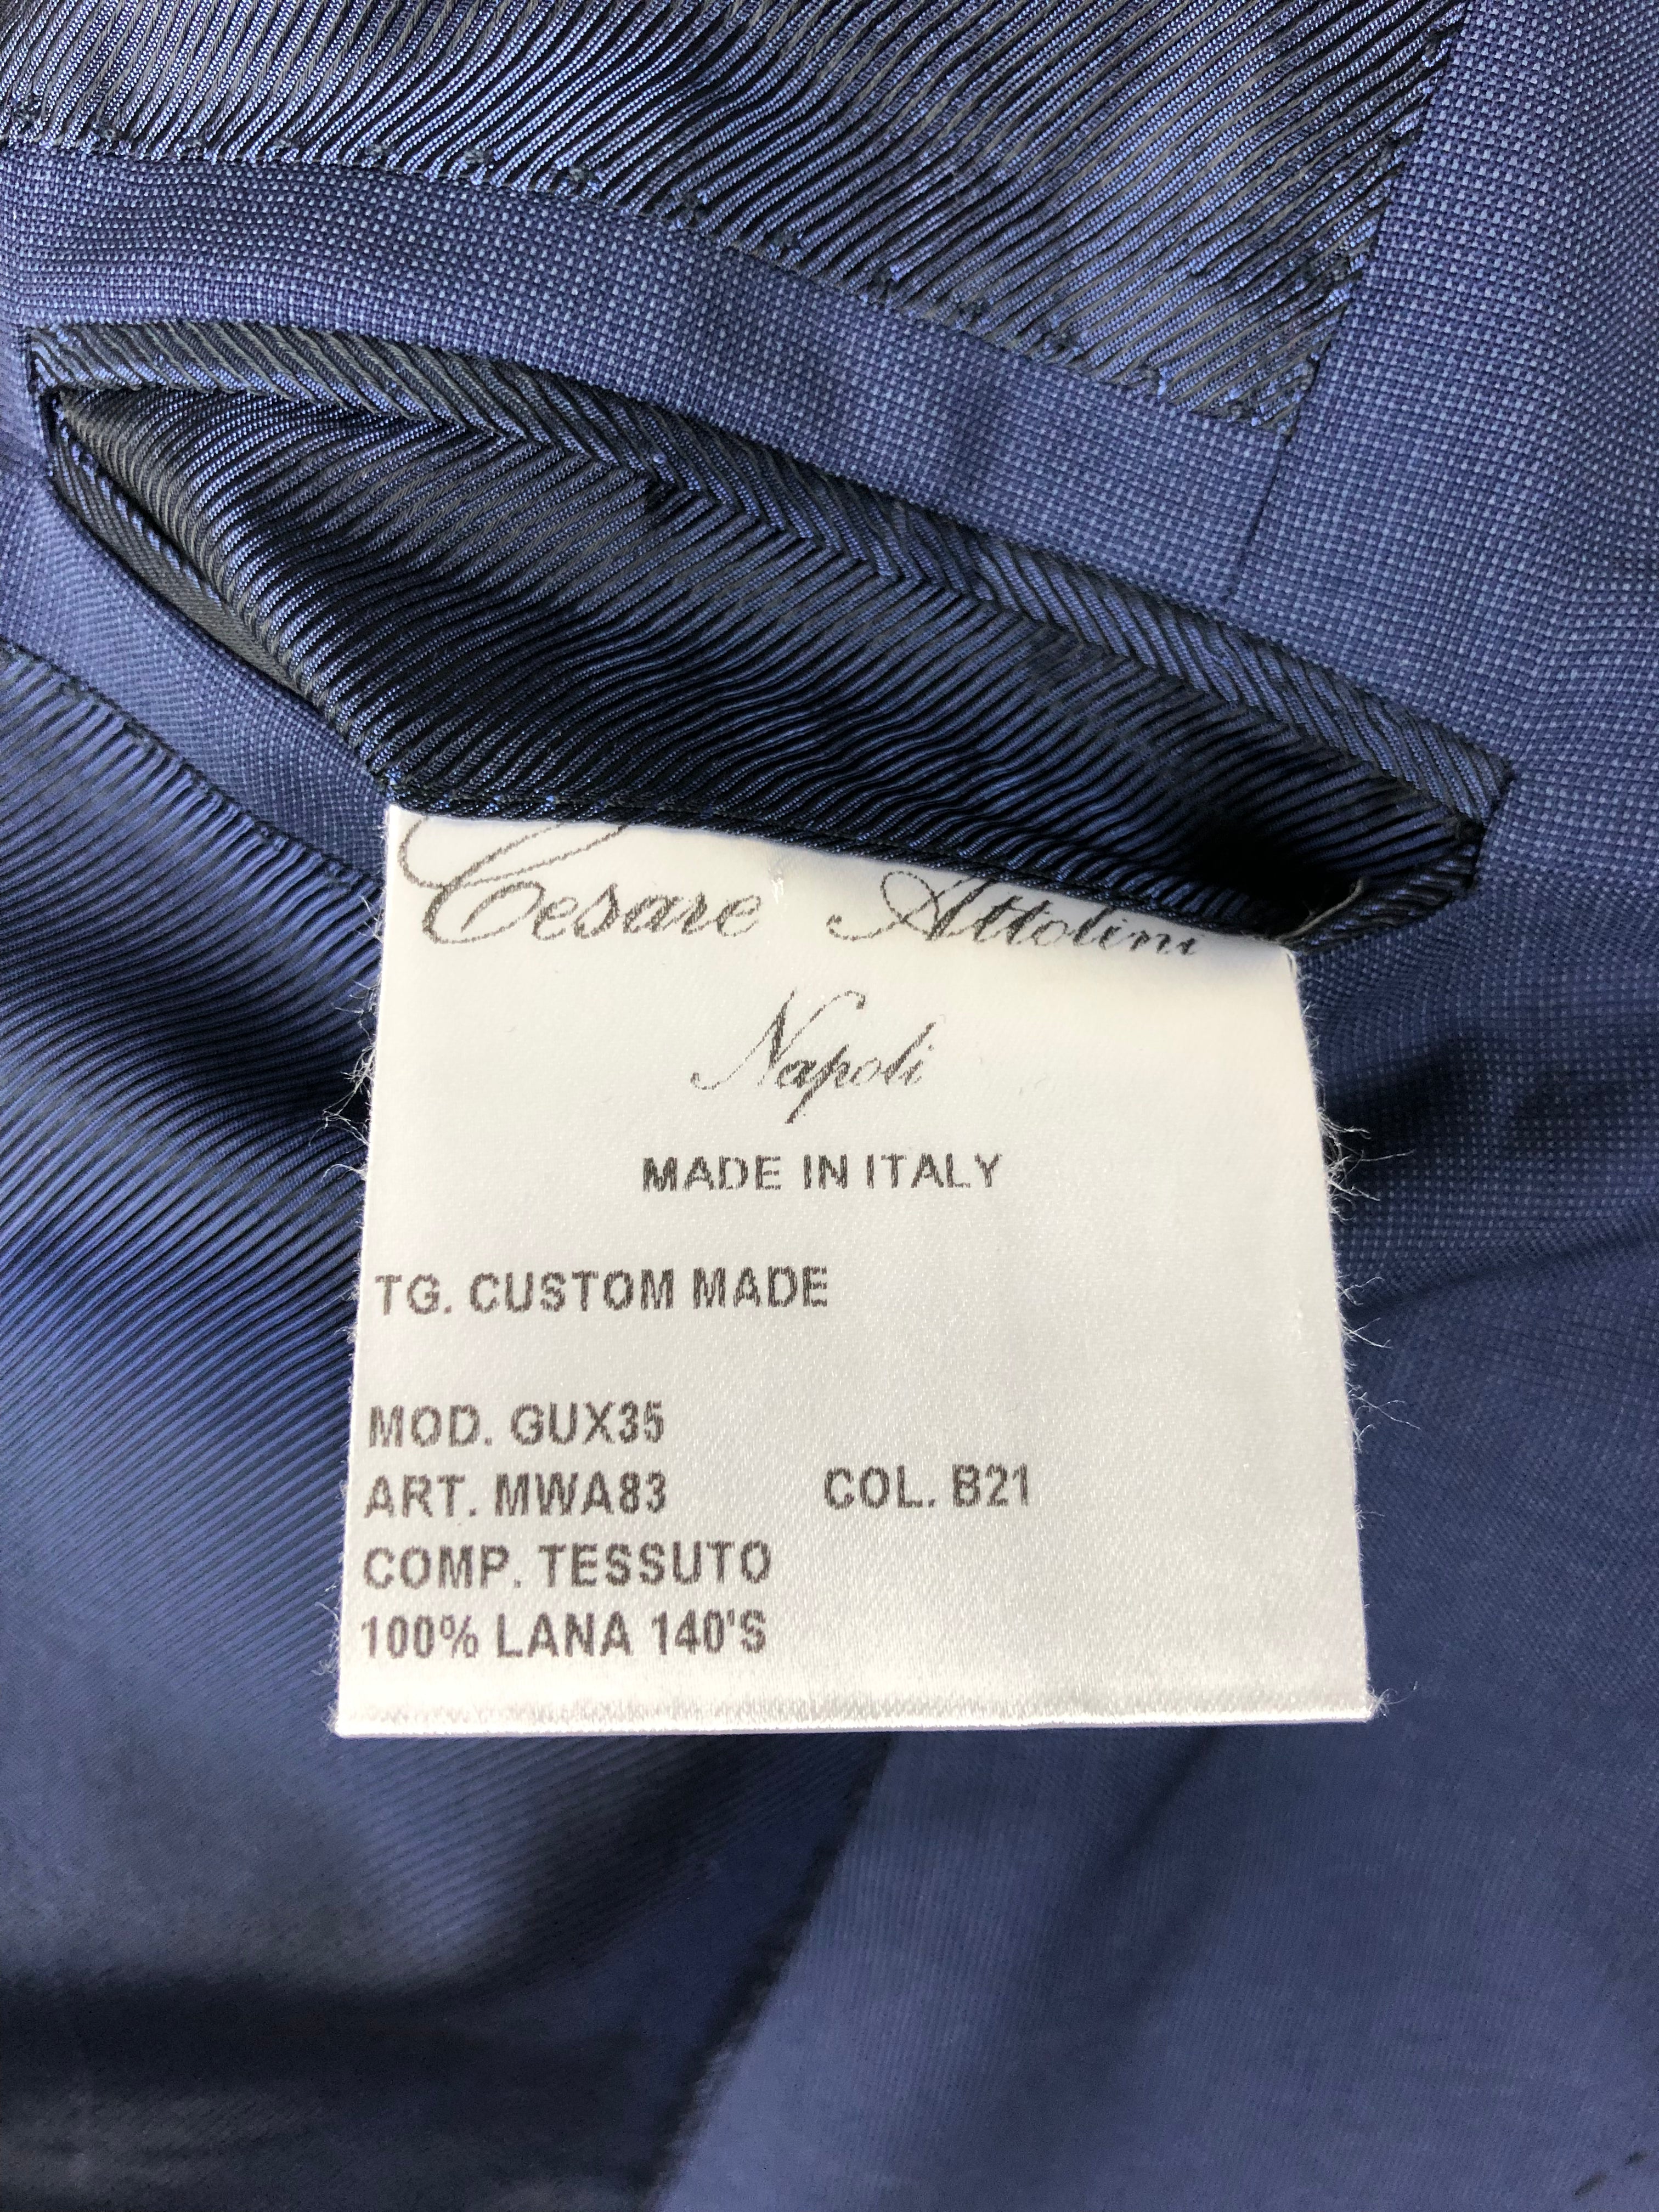 Cesare Attolini
Napoli
MADE IN ITALY
TG. CUSTOM MADE
MOD. GUX35
ART. MWA83 COL. B21
COMP. TESSUTO
100% LANA 140'S